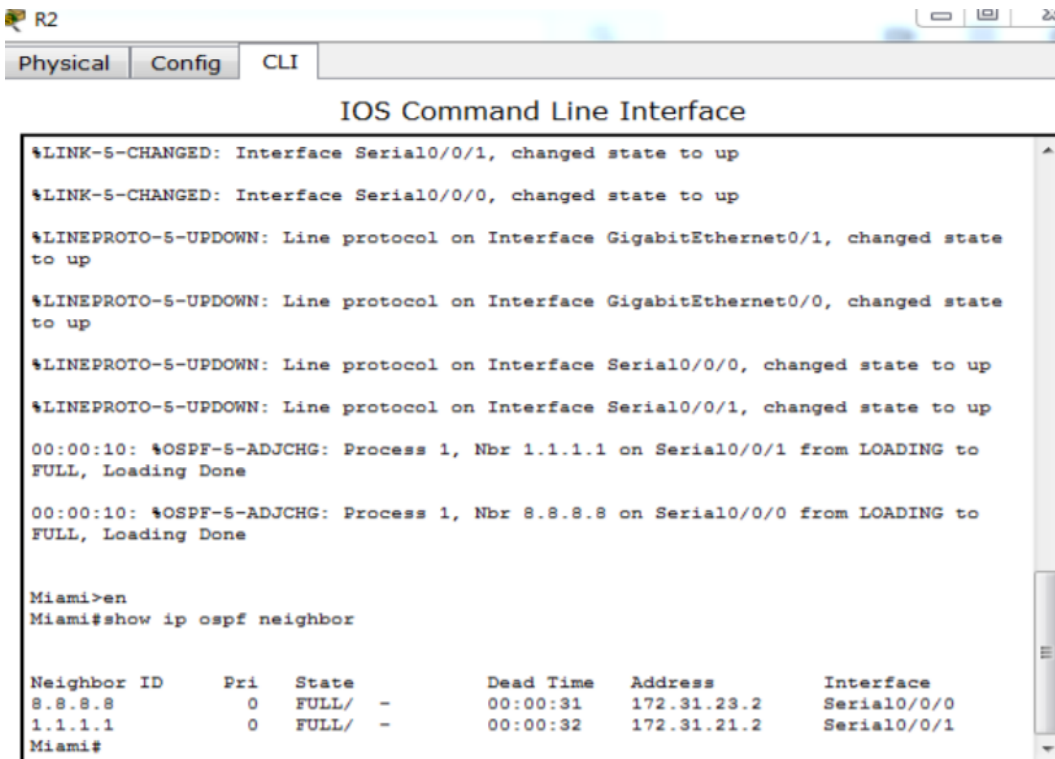 R2
Physical Config CLI
IOS Command Line Interface
%LINK-5-CHANGED: Interface Serial0/0/1, changed state to up
%LINK-5-CHANGED: Interface Serial0/0/0, changed state to up
%LINEPROTO-5-UPDOWN: Line protocol on Interface GigabitEthernet0/1, changed state
to up
%LINEPROTO-5-UPDOWN: Line protocol on Interface GigabitEthernet0/0, changed state
to up
%LINEPROTO-5-UPDOWN: Line protocol on Interface Serial0/0/0, changed state to up
%LINEPROTO-5-UPDOWN: Line protocol on Interface Serial0/0/1, changed state to up
00:00:10: %OSPF-5-ADJCHG: Process 1, Nbr 1.1.1.1 on Serial0/0/1 from LOADING to
FULL, Loading Done
00:00:10: %OSPF-5-ADJCHG: Process 1, Nbr 8.8.8.8 on Serial0/0/0 from LOADING to
FULL, Loading Done
Miami>en
Miami#show ip ospf neighbor
Neighbor ID Pri State Dead Time Address Interface
8.8.8.8 0 FULL/ - 00:00:31 172.31.23.2 Serial0/0/0
1.1.1.1 0 FULL/ - 00:00:32 172.31.21.2 Serial0/0/1
Miami#